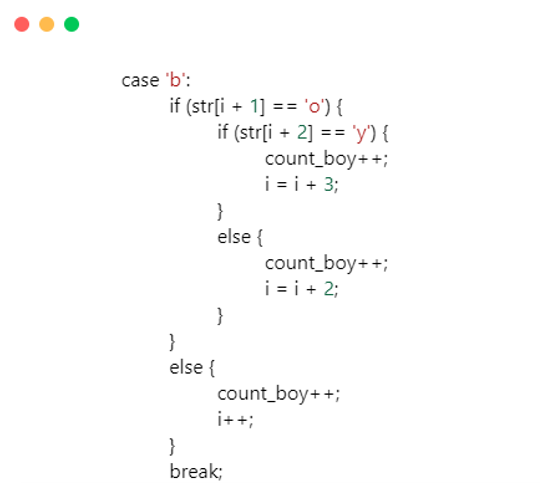 case 'b':
if (str[i + 1] == 'o') {
if (str[i + 2] == 'y') {
count_boy++;
i = i + 3;
}
else {
count_boy++;
i = i + 2;
}
}
else {
count_boy++;
i++;
}
break;